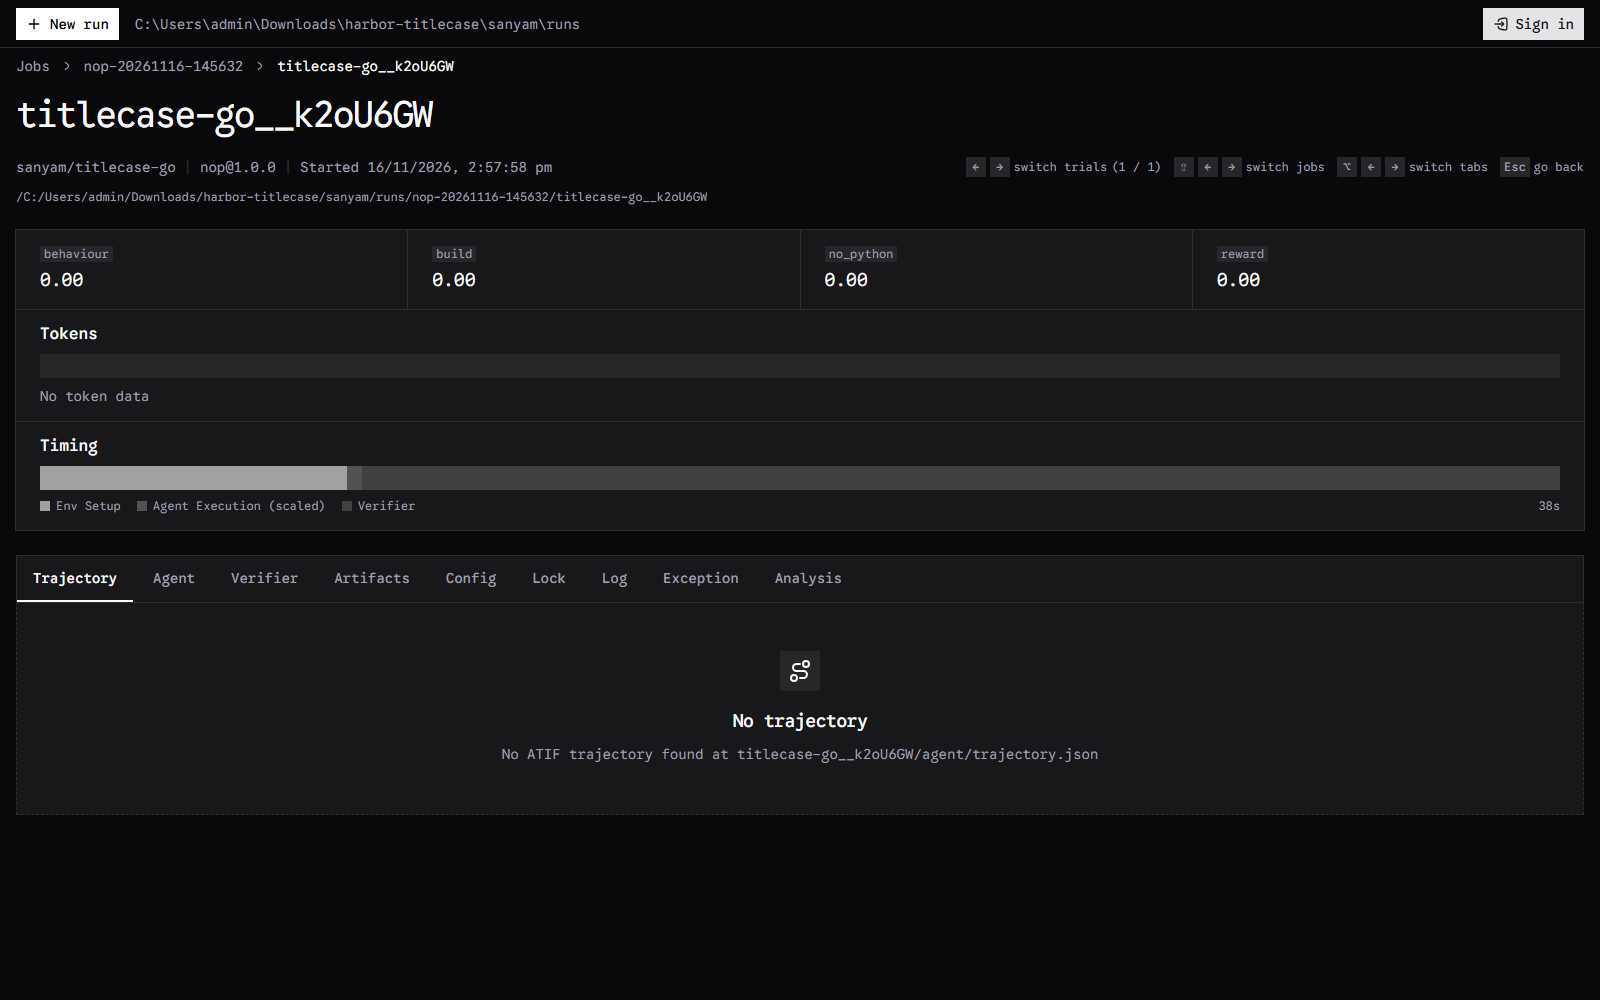 + New run C:\Users\admin\Downloads\harbor-titlecase\sanyam\runs Sign in
Jobs > nop-20261116-145632 > titlecase-go__k2oU6GW
titlecase-go__k2oU6GW
sanyam/titlecase-go | nop@1.0.0 | Started 16/11/2026, 2:57:58 pm ← → switch trials (1 / 1) ⇧ ← → switch jobs ⌥ ← → switch tabs Esc go back
/C:/Users/admin/Downloads/harbor-titlecase/sanyam/runs/nop-20261116-145632/titlecase-go__k2oU6GW
behaviour build no_python reward
0.00 0.00 0.00 0.00
Tokens
No token data
Timing
Env Setup Agent Execution (scaled) Verifier 38s
Trajectory Agent Verifier Artifacts Config Lock Log Exception Analysis
No trajectory
No ATIF trajectory found at titlecase-go__k2oU6GW/agent/trajectory.json